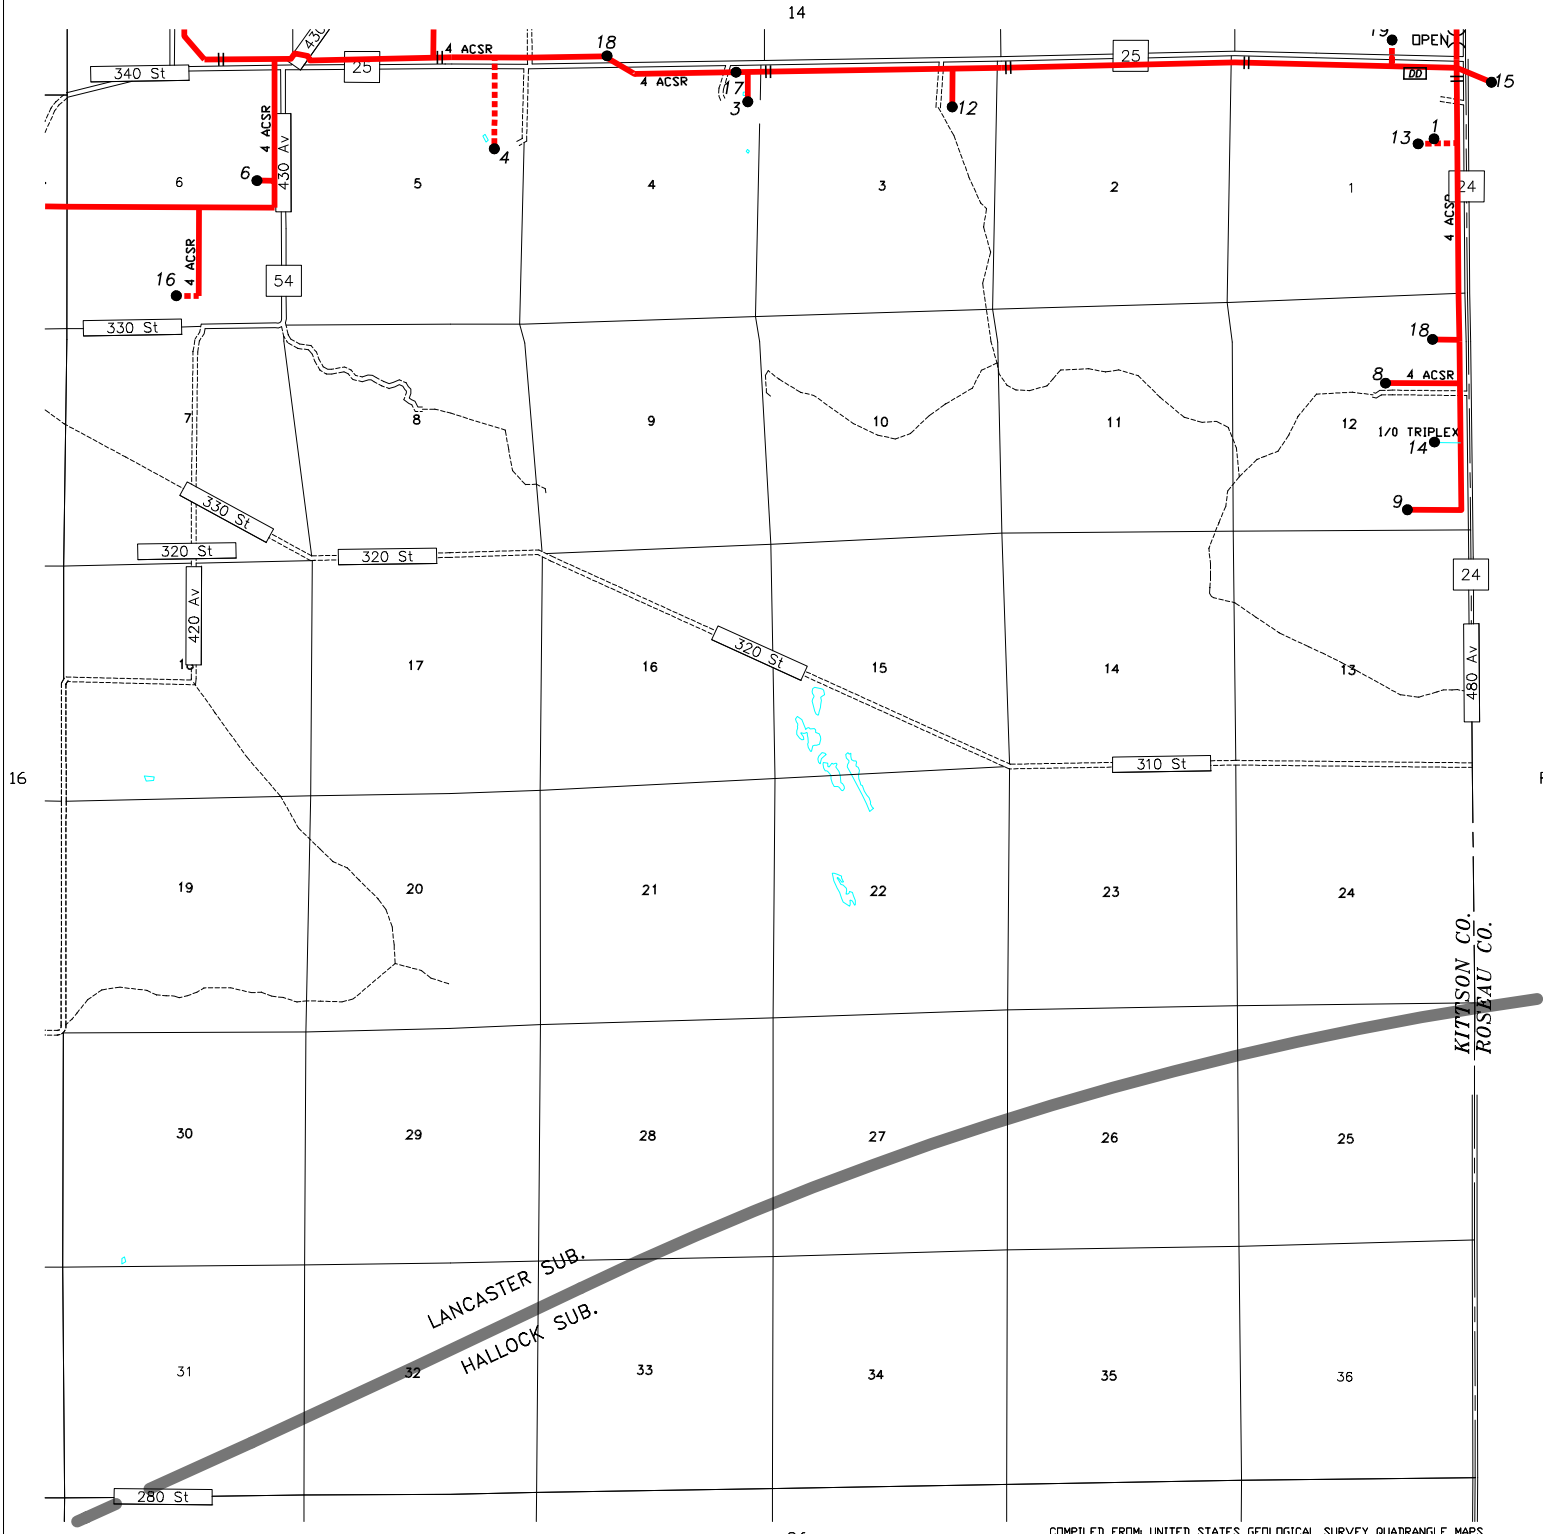 14
430
18
19
OPEN
4 ACSR
25
25
340 St
4 ACSR
17
3
12
DD
15
4 ACSR
430 Av
4
13
1
6
6
5
4
3
2
1
24
4 ACSR
4 ACSR
16
54
330 St
18
8
4 ACSR
7
8
9
10
11
12
1/0 TRIPLEX
14
330 St
9
320 St
320 St
420 Av
24
320 St
17
16
15
14
13
480 Av
310 St
16
19
20
21
22
23
24
KITTSON CO.
ROSEAU CO.
30
29
28
27
26
25
LANCASTER SUB.
HALLOCK SUB.
31
32
33
34
35
36
280 St
COMPILED FROM: UNITED STATES GEOLOGICAL SURVEY QUADRANGLE MAPS